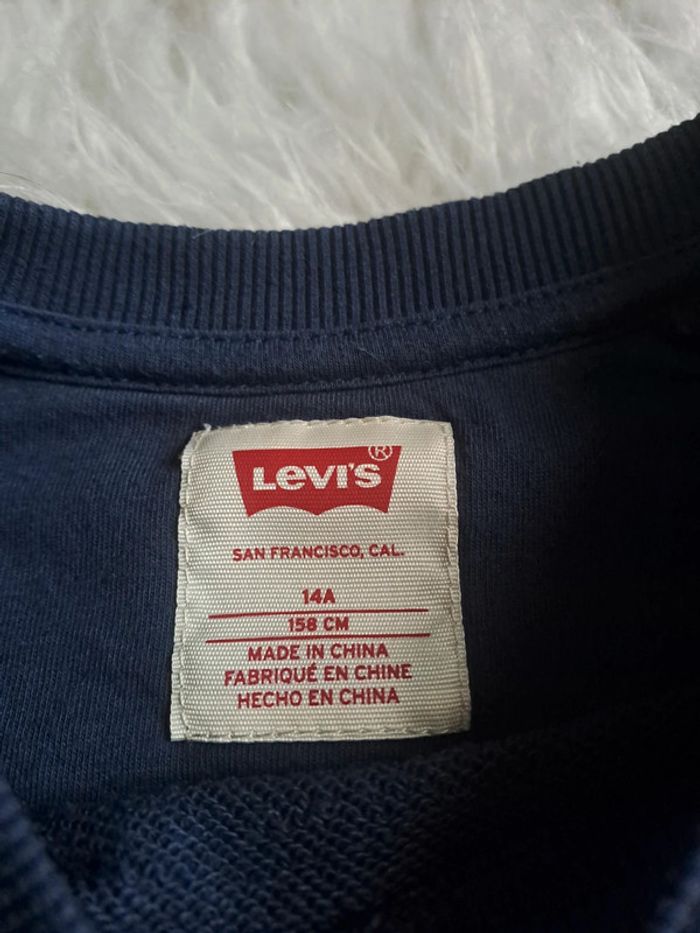 LEVI'S®
SAN FRANCISCO, CAL.
14A
158 CM
MADE IN CHINA
FABRIQUÉ EN CHINE
HECHO EN CHINA